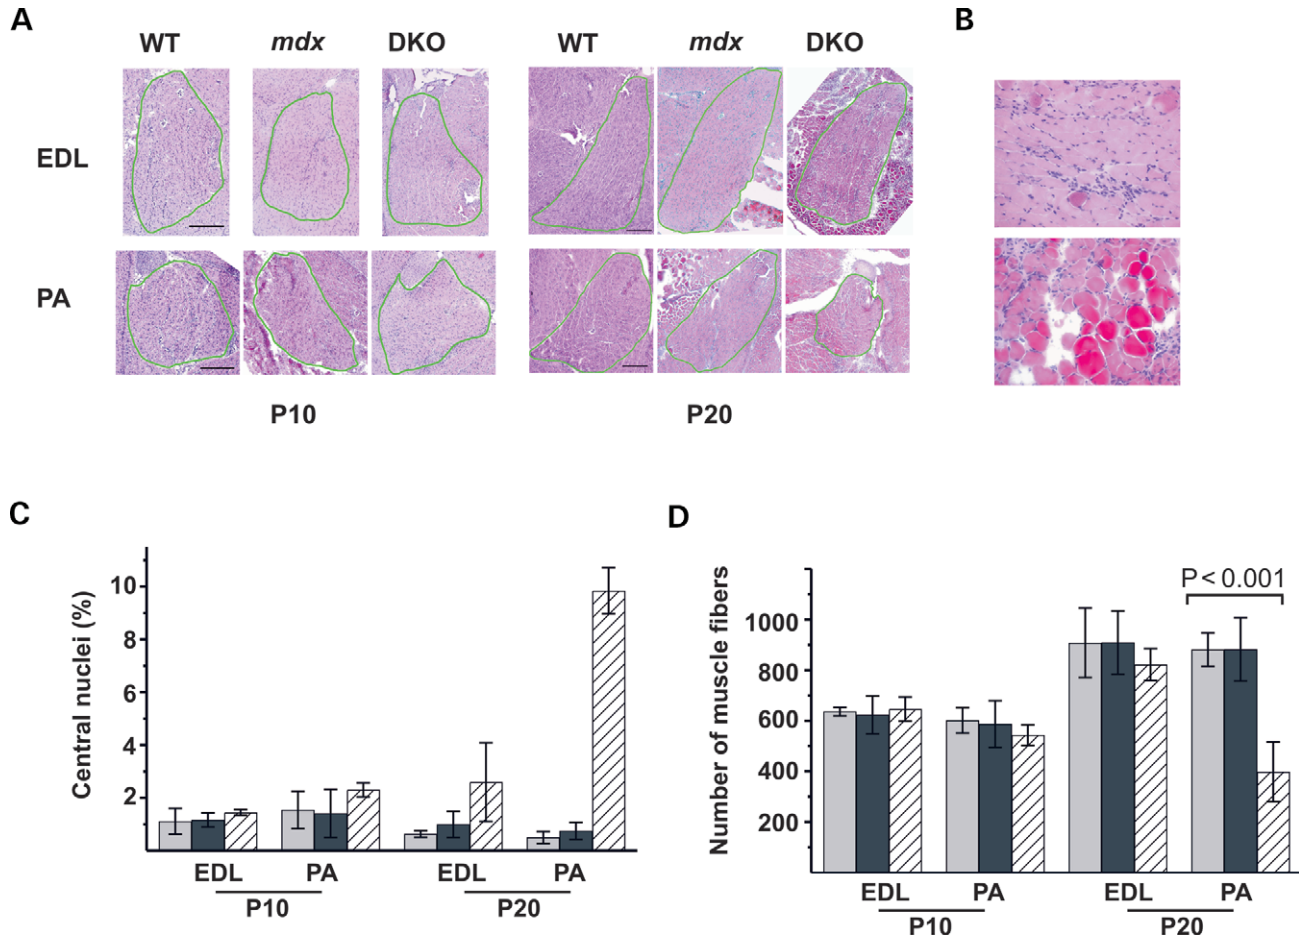 A
WT mdx DKO WT mdx DKO
EDL
PA
P10 P20
B
C
Central nuclei (%)
10
8
6
4
2
EDL PA EDL PA
P10 P20
D
Number of muscle fibers
1000
800
600
400
200
P < 0.001
EDL PA EDL PA
P10 P20